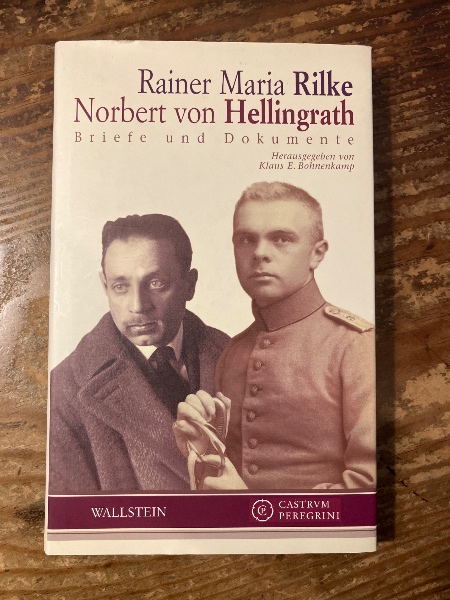 Rainer Maria Rilke
Norbert von Hellingrath
Briefe und Dokumente
Herausgegeben von
Klaus E. Bohnenkamp
WALLSTEIN
CASTRVM
PEREGRINI